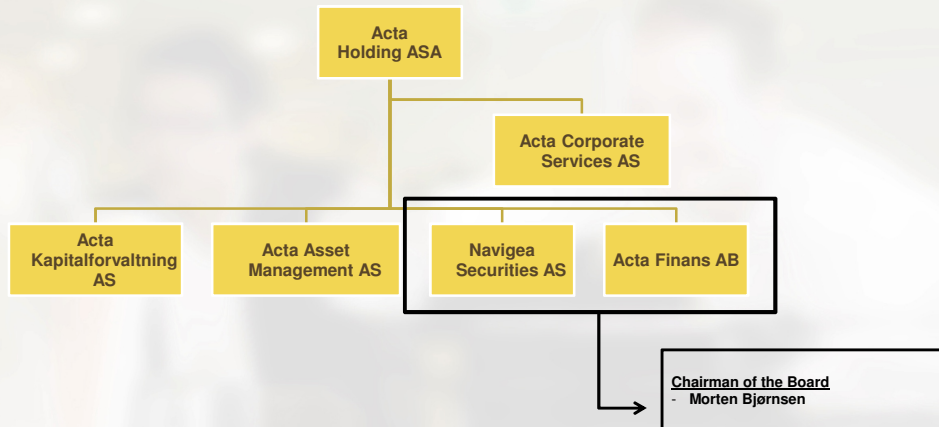 Acta
Holding ASA
Acta Corporate
Services AS
Acta
Kapitalforvaltning
AS
Acta Asset
Management AS
Navigea
Securities AS
Acta Finans AB
Chairman of the Board
- Morten Bjørnsen